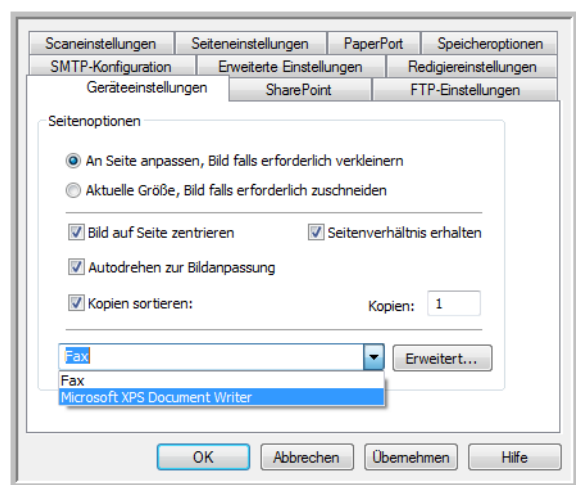 Scaneinstellungen Seiteneinstellungen PaperPort Speicheroptionen
SMTP-Konfiguration Erweiterte Einstellungen Redigiereinstellungen
Geräteeinstellungen SharePoint FTP-Einstellungen
Seitenoptionen
An Seite anpassen, Bild falls erforderlich verkleinern
Aktuelle Größe, Bild falls erforderlich zuschneiden
Bild auf Seite zentrieren Seitenverhältnis erhalten
Autodrehen zur Bildanpassung
Kopien sortieren: Kopien: 1
Fax Erweitert...
Fax
Microsoft XPS Document Writer
OK Abbrechen Übernehmen Hilfe